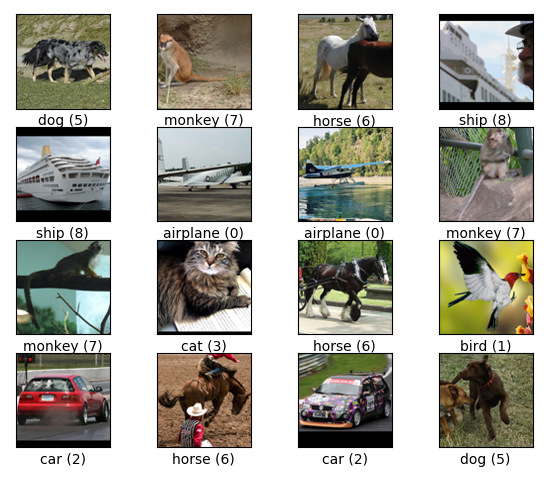 dog (5)
monkey (7)
horse (6)
ship (8)
ship (8)
airplane (0)
airplane (0)
monkey (7)
monkey (7)
cat (3)
horse (6)
bird (1)
car (2)
horse (6)
car (2)
dog (5)